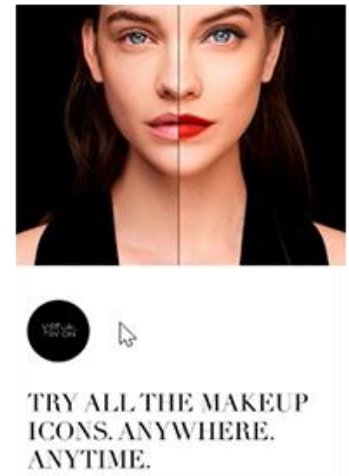 VIRTUAL
TRY ON
TRY ALL THE MAKEUP
ICONS. ANYWHERE.
ANYTIME.